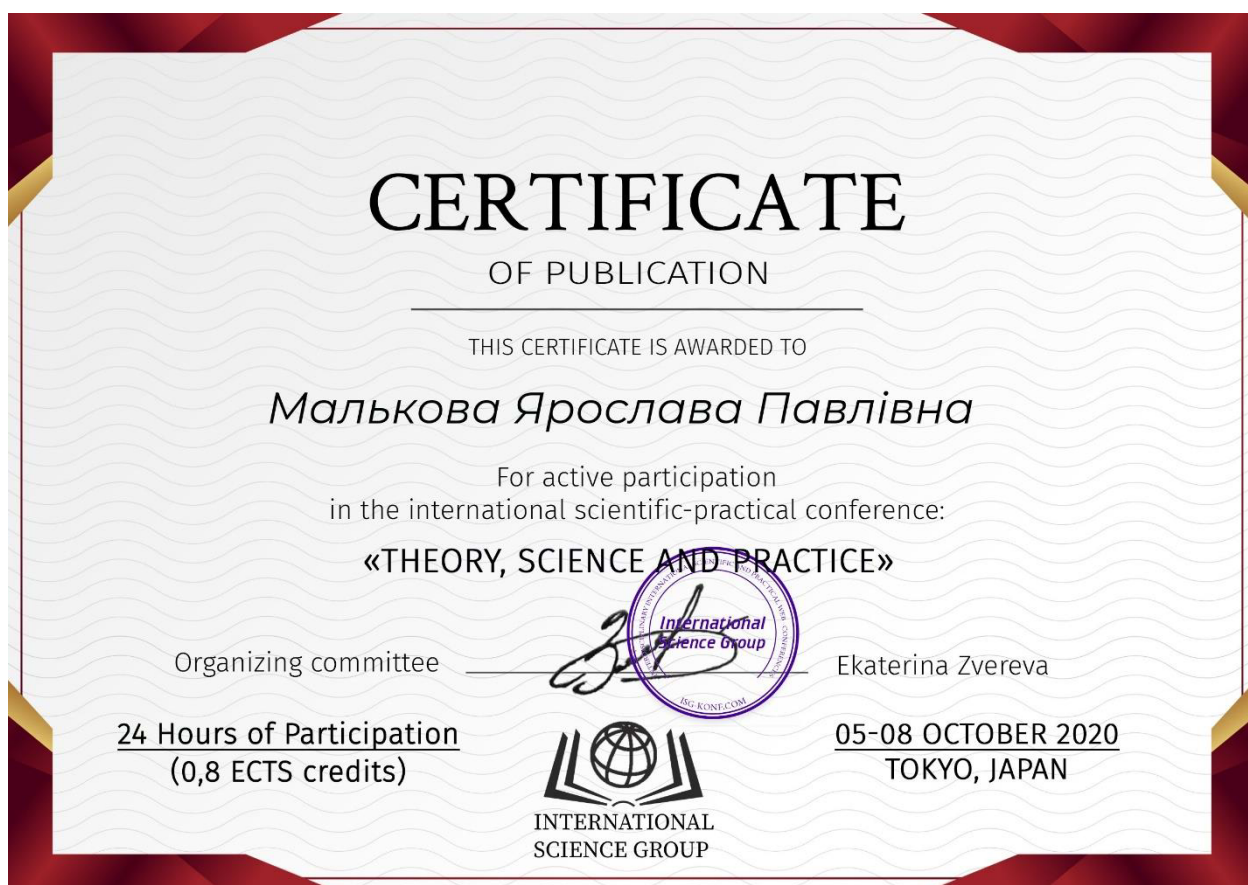 CERTIFICATE
OF PUBLICATION
THIS CERTIFICATE IS AWARDED TO
Малькова Ярослава Павлівна
For active participation
in the international scientific-practical conference:
«THEORY, SCIENCE AND PRACTICE»
International
Science Group
ISG-KONF.COM
Organizing committee
Ekaterina Zvereva
24 Hours of Participation
(0,8 ECTS credits)
05-08 OCTOBER 2020
TOKYO, JAPAN
INTERNATIONAL
SCIENCE GROUP